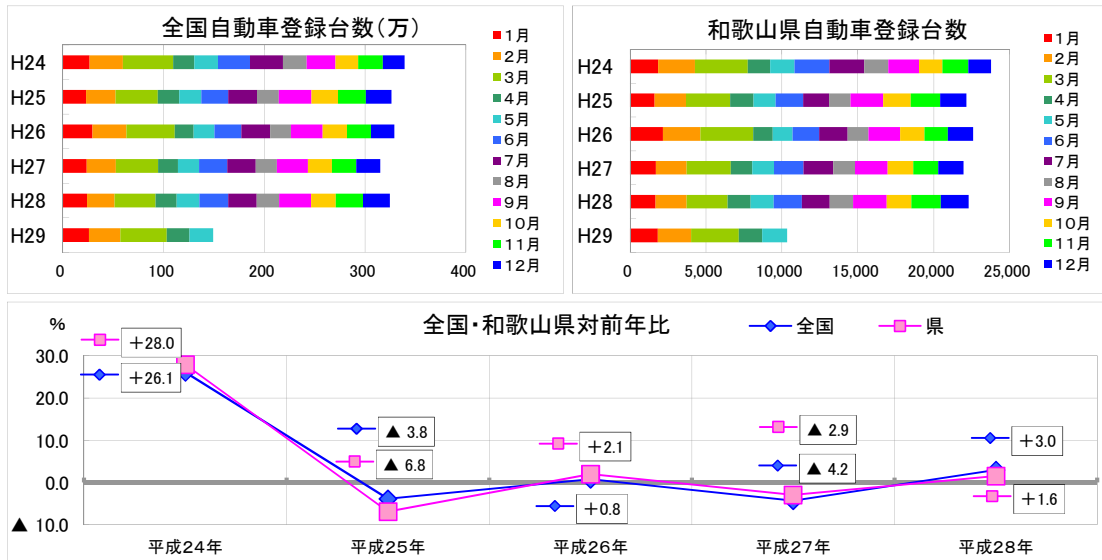 全国自動車登録台数(万)
H24
H25
H26
H27
H28
H29
0
100
200
300
400
1月
2月
3月
4月
5月
6月
7月
8月
9月
10月
11月
12月
和歌山県自動車登録台数
H24
H25
H26
H27
H28
H29
0
5,000
10,000
15,000
20,000
25,000
1月
2月
3月
4月
5月
6月
7月
8月
9月
10月
11月
12月
全国・和歌山県対前年比
全国
県
%
30.0
20.0
10.0
0.0
▲ 10.0
+28.0
+26.1
▲ 3.8
▲ 6.8
+2.1
+0.8
▲ 2.9
▲ 4.2
+3.0
+1.6
平成24年
平成25年
平成26年
平成27年
平成28年